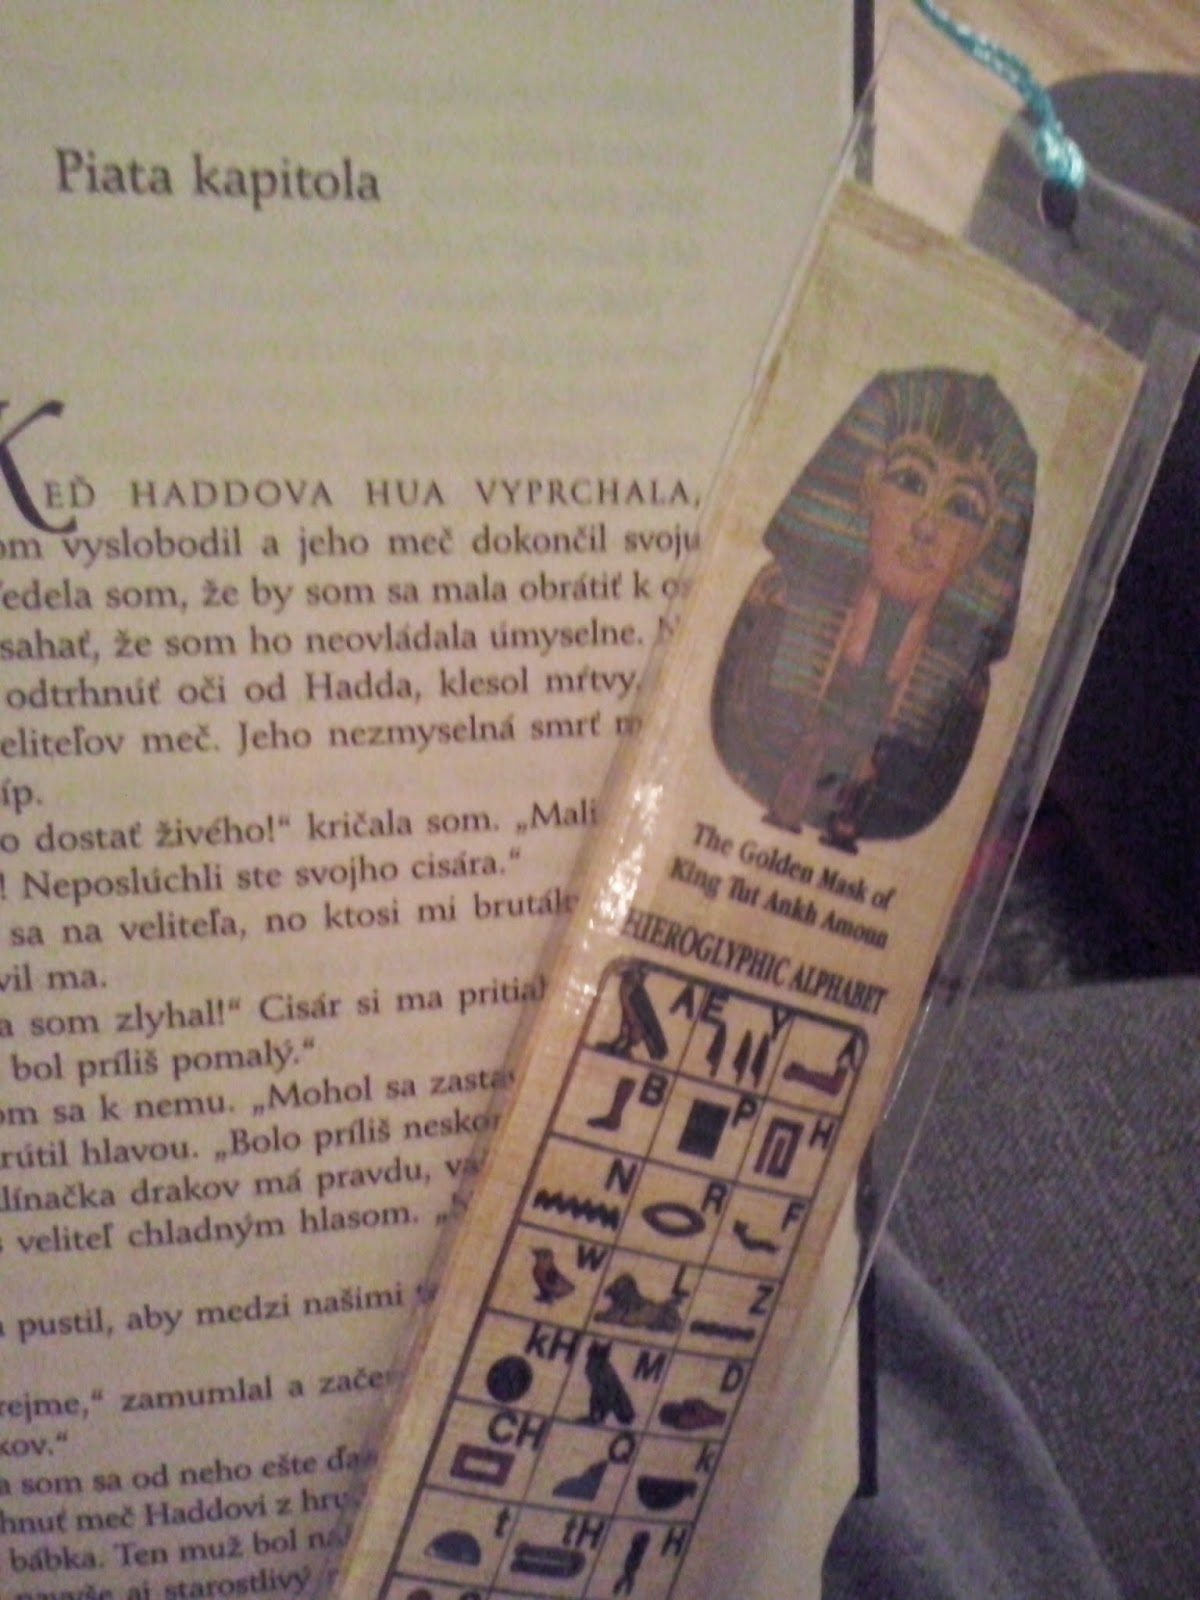 Piata kapitola
KEĎ HADDOVA HUA VYPRCHALA,
om vyslobodil a jeho meč dokončil svoju
edela som, že by som sa mala obrátiť k
sahať, že som ho neovládala úmyselne.
odtrhnúť oči od Hadda, klesol mŕtvy.
eliteľov meč. Jeho nezmyselná smrť
íp.
o dostať živého!“ kričala som. „Mali
! Neposlúchli ste svojho cisára.“
sa na veliteľa, no ktosi mi brutál
vil ma.
a som zlyhal!“ Cisár si ma pritia
bol príliš pomalý.“
om sa k nemu. „Mohol sa zasta
rútil hlavou. „Bolo príliš nesko
línačka drakov má pravdu,
veliteľ chladným hlasom.
pustil, aby medzi našimi
rejme,“ zamumlal a zače
kov.“
a som sa od neho ešte
hnuť meč Haddovi z hru
bábka. Ten muž bol
aj starostlivý
The Golden Mask of
King Tut Ankh Amoun
HIEROGLYPHIC ALPHABET
A E Y A
B P H
N R F
W L Z
kH M D
CH Q k
t tH H